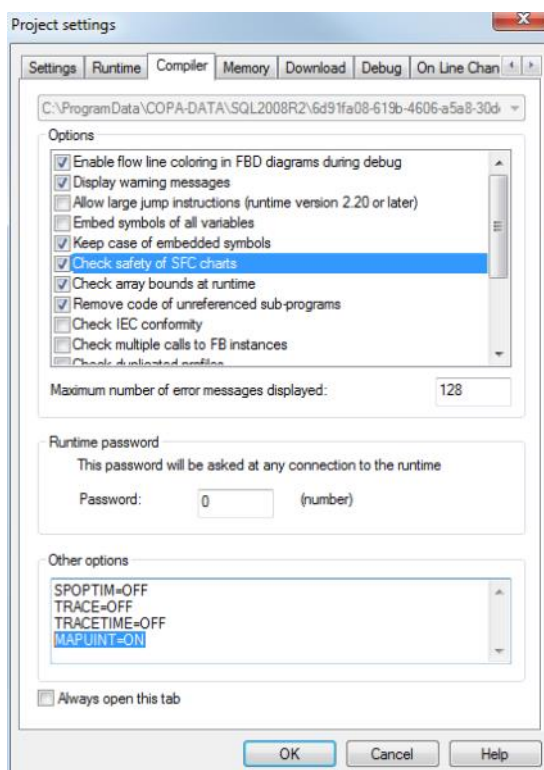 Project settings
Settings Runtime Compiler Memory Download Debug On Line Chan
C:\ProgramData\COPA-DATA\SQL2008R2\6d91fa08-619b-4606-a5a8-30d
Options
Enable flow line coloring in FBD diagrams during debug
Display warning messages
Allow large jump instructions (runtime version 2.20 or later)
Embed symbols of all variables
Keep case of embedded symbols
Check safety of SFC charts
Check array bounds at runtime
Remove code of unreferenced sub-programs
Check IEC conformity
Check multiple calls to FB instances
Check duplicated profiles
Maximum number of error messages displayed: 128
Runtime password
This password will be asked at any connection to the runtime
Password: 0 (number)
Other options
SPOPTIM=OFF
TRACE=OFF
TRACETIME=OFF
MAPUINT=ON
Always open this tab
OK Cancel Help